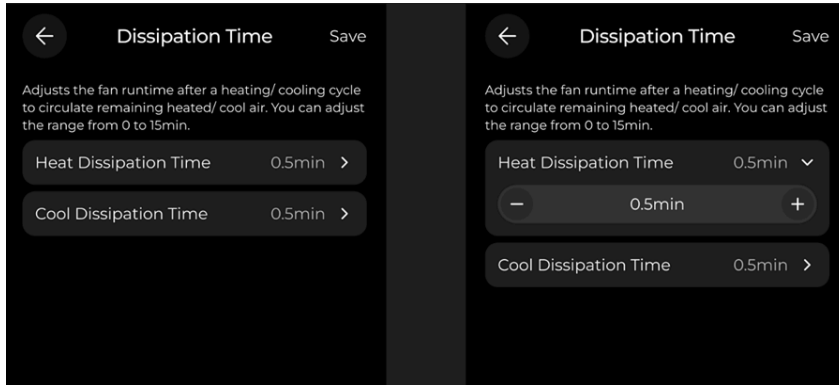 Dissipation Time
Save
Adjusts the fan runtime after a heating/ cooling cycle
to circulate remaining heated/ cool air. You can adjust
the range from 0 to 15min.
Heat Dissipation Time 0.5min
Cool Dissipation Time 0.5min
Dissipation Time
Save
Adjusts the fan runtime after a heating/ cooling cycle
to circulate remaining heated/ cool air. You can adjust
the range from 0 to 15min.
Heat Dissipation Time 0.5min
− 0.5min +
Cool Dissipation Time 0.5min